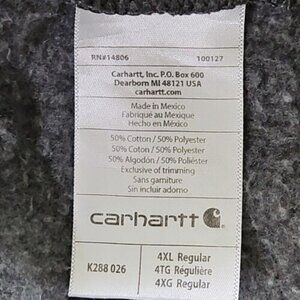 RN#14806 100127
Carhartt, Inc. P.O. Box 600
Dearborn MI 48121 USA
carhartt.com
Made in Mexico
Fabriqué au Mexique
Hecho en México
50% Cotton / 50% Polyester
50% Coton / 50% Polyester
50% Algodón / 50% Poliéster
Exclusive of trimming
Sans garniture
Sin incluir adorno
carhartt
K288 026
4XL Regular
4TG Régulière
4XG Regular